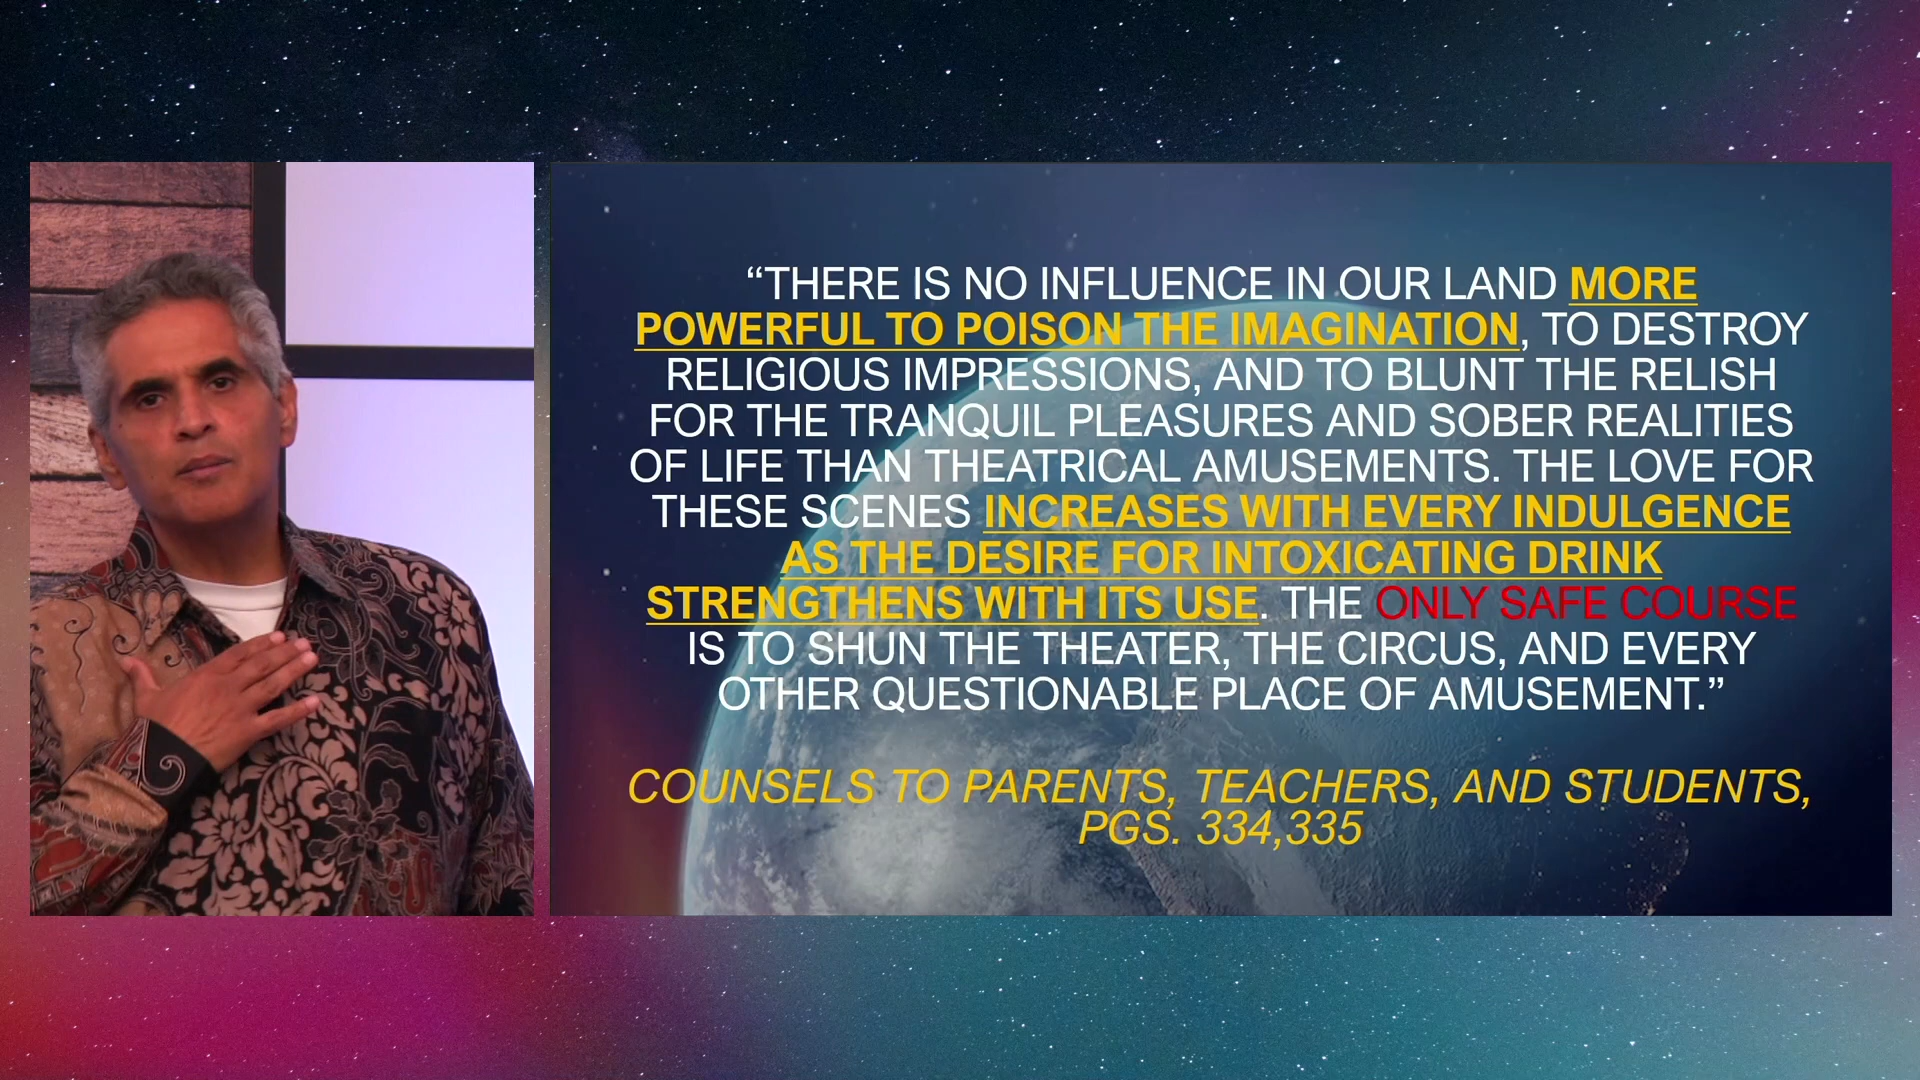 “THERE IS NO INFLUENCE IN OUR LAND MORE
POWERFUL TO POISON THE IMAGINATION, TO DESTROY
RELIGIOUS IMPRESSIONS, AND TO BLUNT THE RELISH
FOR THE TRANQUIL PLEASURES AND SOBER REALITIES
OF LIFE THAN THEATRICAL AMUSEMENTS. THE LOVE FOR
THESE SCENES INCREASES WITH EVERY INDULGENCE
AS THE DESIRE FOR INTOXICATING DRINK
STRENGTHENS WITH ITS USE. THE ONLY SAFE COURSE
IS TO SHUN THE THEATER, THE CIRCUS, AND EVERY
OTHER QUESTIONABLE PLACE OF AMUSEMENT.”
COUNSELS TO PARENTS, TEACHERS, AND STUDENTS,
PGS. 334,335